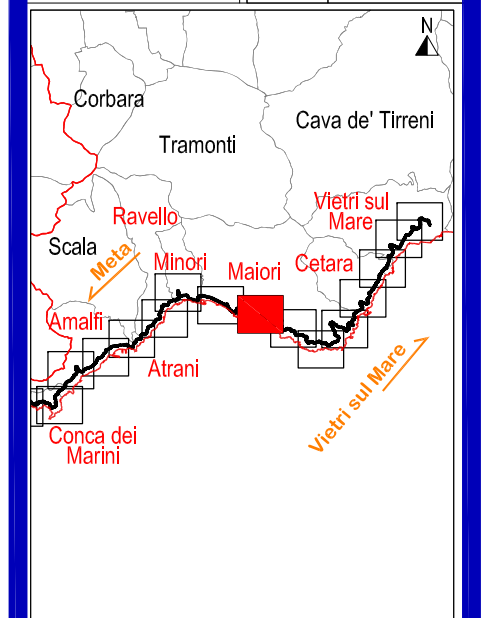 N
Corbara
Cava de' Tirreni
Tramonti
Vietri sul
Mare
Ravello
Scala
Meta
Minori
Maiori
Cetara
Amalfi
Atrani
Vietri sul Mare
Conca dei
Marini